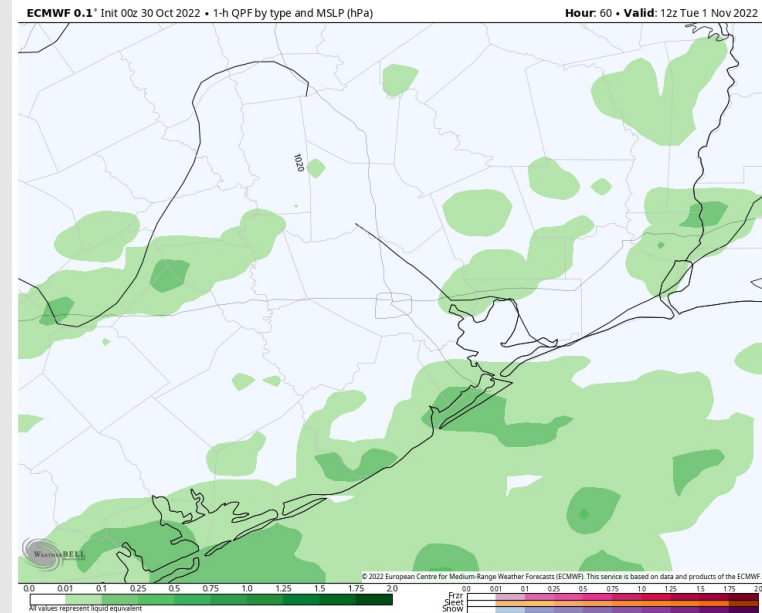 ECMWF 0.1° Init 00z 30 Oct 2022 • 1-h QPF by type and MSLP (hPa) Hour: 60 • Valid: 12z Tue 1 Nov 2022
1020
WEATHERBELL
© 2022 European Centre for Medium-Range Weather Forecasts (ECMWF). This service is based on data and products of the ECMWF.
0.0 0.01 0.1 0.25 0.5 0.75 1.0 1.25 1.5 1.75 2.0
All values represent liquid equivalent
0.0 0.01 0.1 0.25 0.5 0.75 1.0 1.25 1.5 1.75 2.0
Frzr
Sleet
Snow